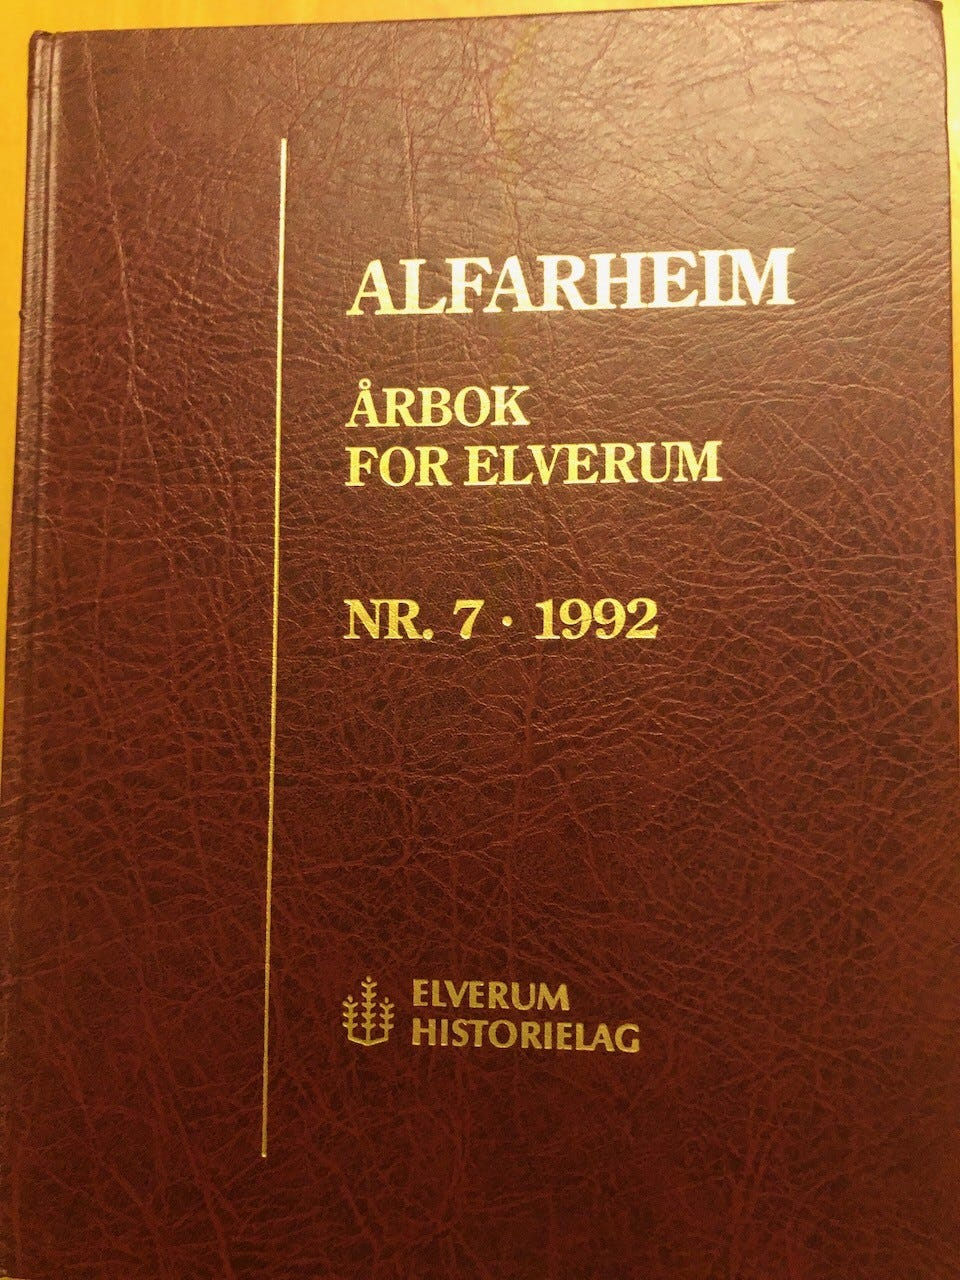 ALFARHEIM
ÅRBOK
FOR ELVERUM
NR. 7 · 1992
ELVERUM
HISTORIELAG